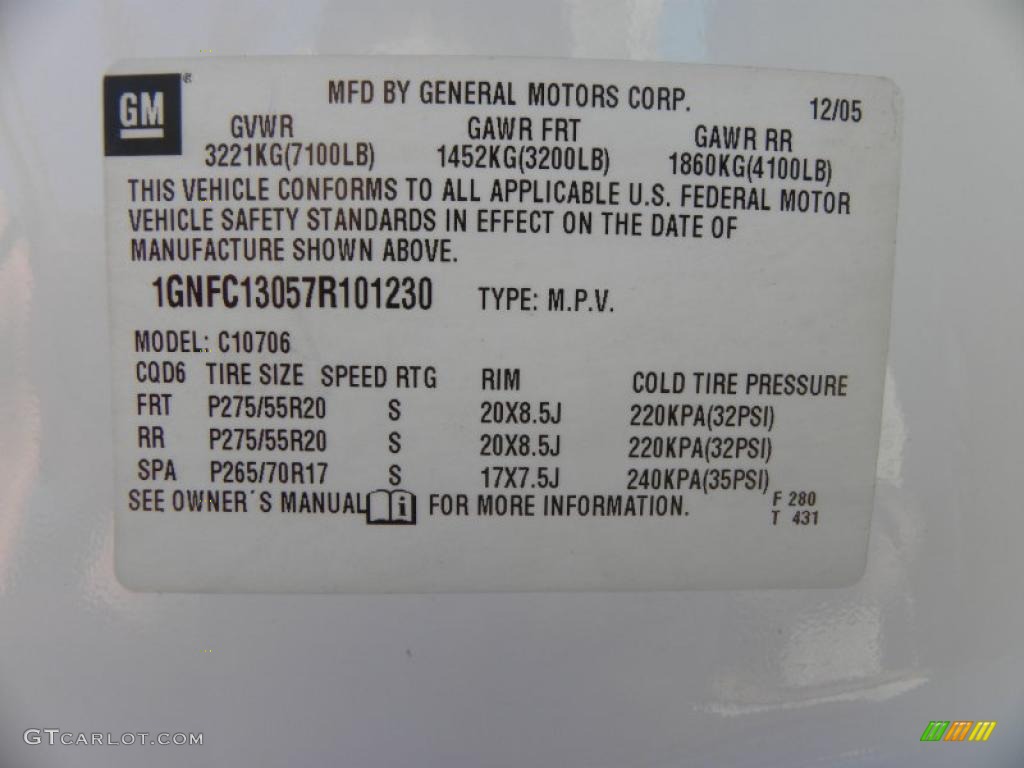 GM ®
MFD BY GENERAL MOTORS CORP. 12/05
GVWR GAWR FRT GAWR RR
3221KG(7100LB) 1452KG(3200LB) 1860KG(4100LB)
THIS VEHICLE CONFORMS TO ALL APPLICABLE U.S. FEDERAL MOTOR
VEHICLE SAFETY STANDARDS IN EFFECT ON THE DATE OF
MANUFACTURE SHOWN ABOVE.
1GNFC13057R101230 TYPE: M.P.V.
MODEL: C10706
CQD6 TIRE SIZE SPEED RTG RIM COLD TIRE PRESSURE
FRT P275/55R20 S 20X8.5J 220KPA(32PSI)
RR P275/55R20 S 20X8.5J 220KPA(32PSI)
SPA P265/70R17 S 17X7.5J 240KPA(35PSI)
SEE OWNER´S MANUAL i FOR MORE INFORMATION. F 280
T 431
GTCARLOT.COM